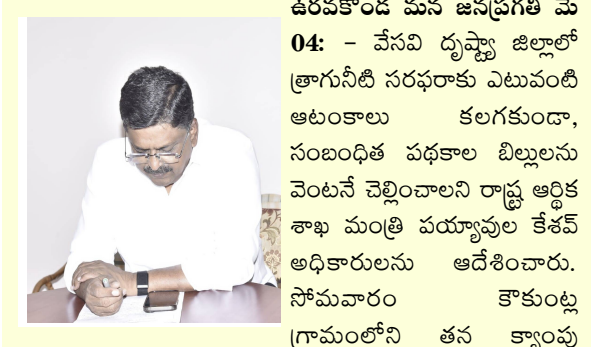 ఉరవకొండ మన జనప్రగతి మే
04: – వేసవి దృష్ట్యా జిల్లాలో
త్రాగునీటి సరఫరాకు ఎటువంటి
ఆటంకాలు కలగకుండా,
సంబంధిత పథకాల బిల్లులను
వెంటనే చెల్లించాలని రాష్ట్ర ఆర్థిక
శాఖ మంత్రి పయ్యావుల కేశవ్
అధికారులను ఆదేశించారు.
సోమవారం కౌకుంట్ల
గ్రామంలోని తన క్యాంపు